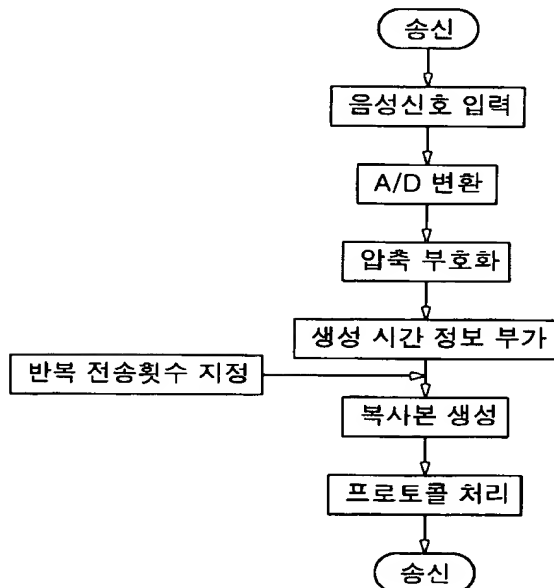 송신
음성신호 입력
A/D 변환
압축 부호화
생성 시간 정보 부가
반복 전송횟수 지정
복사본 생성
프로토콜 처리
송신